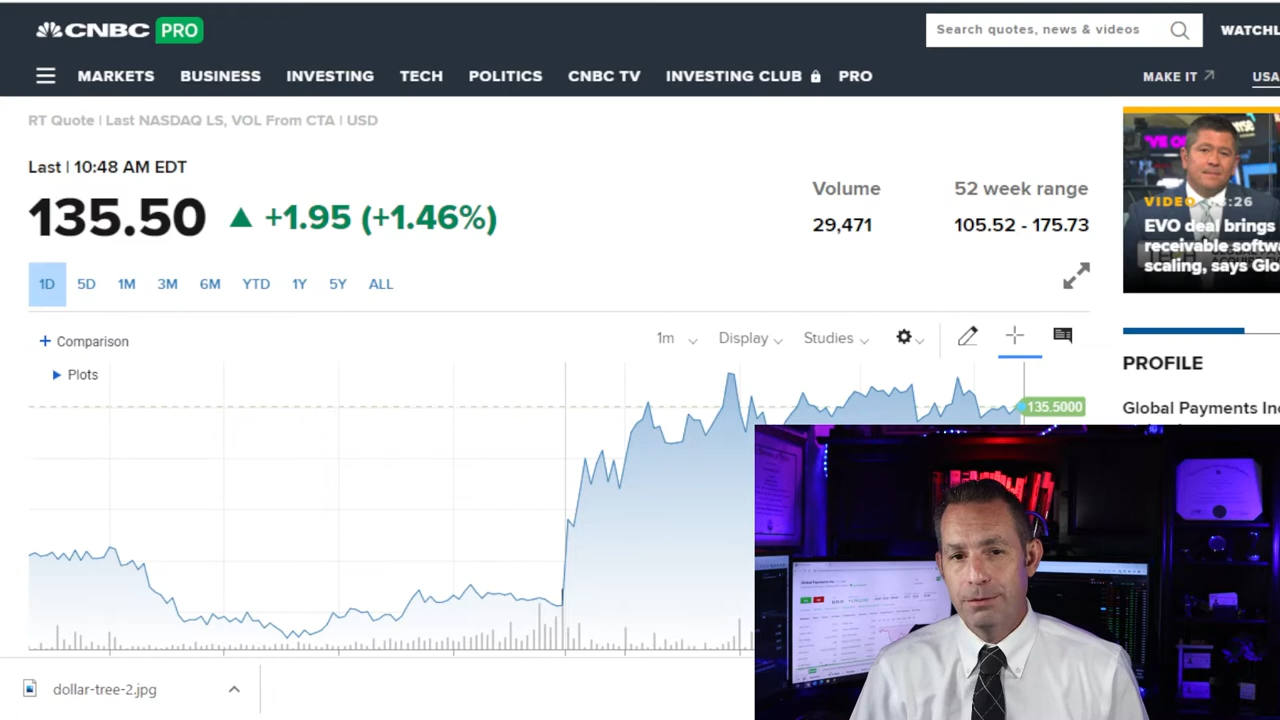 CNBC PRO
Search quotes, news & videos
WATCHL
MARKETS BUSINESS INVESTING TECH POLITICS CNBC TV INVESTING CLUB PRO
MAKE IT
USA
RT Quote | Last NASDAQ LS, VOL From CTA | USD
Last | 10:48 AM EDT
135.50 ▲ +1.95 (+1.46%)
Volume
29,471
52 week range
105.52 - 175.73
VIDEO
EVO deal brings
receivable softw
scaling, says Glo
1D 5D 1M 3M 6M YTD 1Y 5Y ALL
+ Comparison
1m Display Studies
Plots
135.5000
PROFILE
Global Payments Inc
dollar-tree-2.jpg